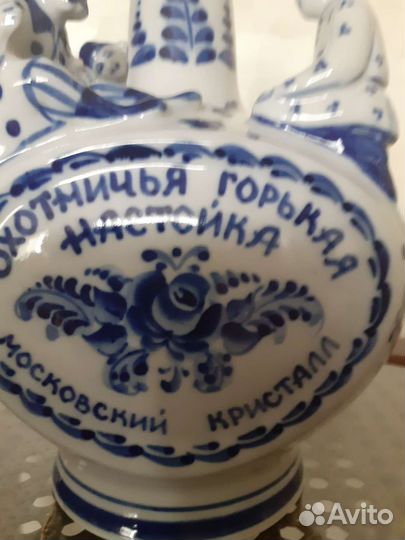 ОХОТНИЧЬЯ ГОРЬКАЯ
НАСТОЙКА
МОСКОВСКИЙ КРИСТАЛЛ
Avito